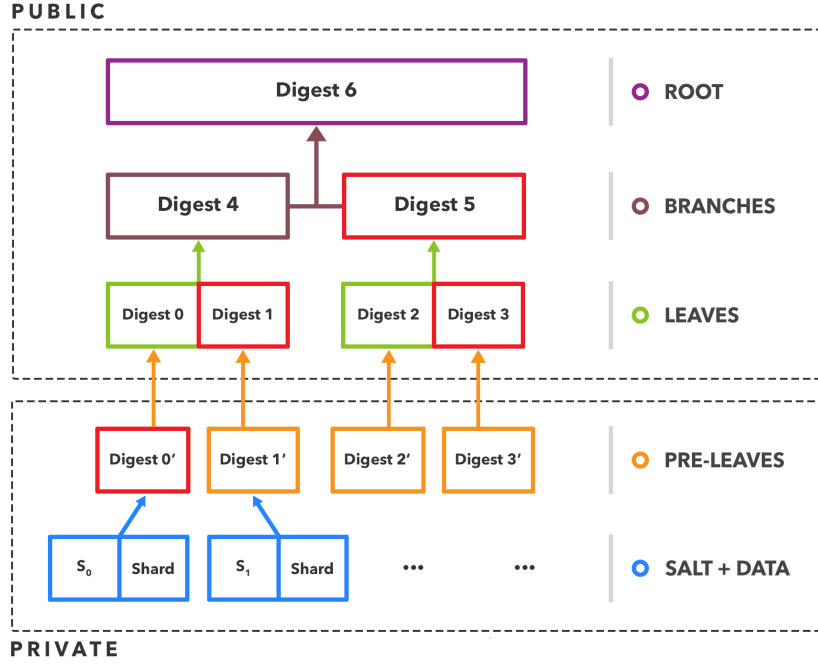 PUBLIC
Digest 6
ROOT
Digest 4
Digest 5
BRANCHES
Digest 0
Digest 1
Digest 2
Digest 3
LEAVES
Digest 0′
Digest 1′
Digest 2′
Digest 3′
PRE-LEAVES
S₀
Shard
S₁
Shard
...
...
SALT + DATA
PRIVATE